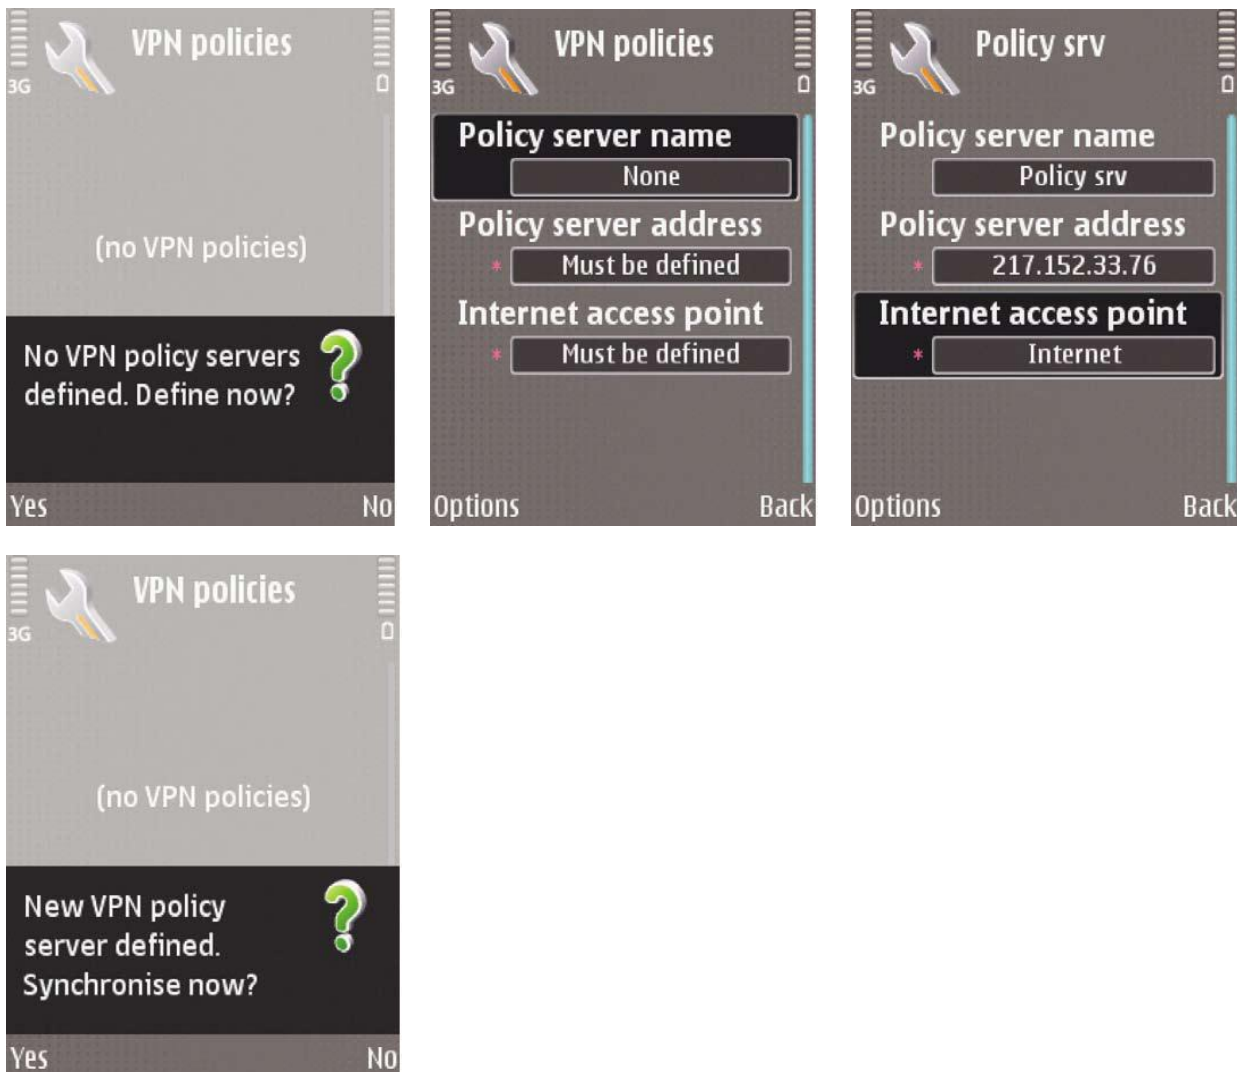 VPN policies
3G
(no VPN policies)
No VPN policy servers
defined. Define now?
Yes No
VPN policies
3G
Policy server name
None
Policy server address
* Must be defined
Internet access point
* Must be defined
Options Back
Policy srv
3G
Policy server name
Policy srv
Policy server address
* 217.152.33.76
Internet access point
* Internet
Options Back
VPN policies
3G
(no VPN policies)
New VPN policy
server defined.
Synchronise now?
Yes No